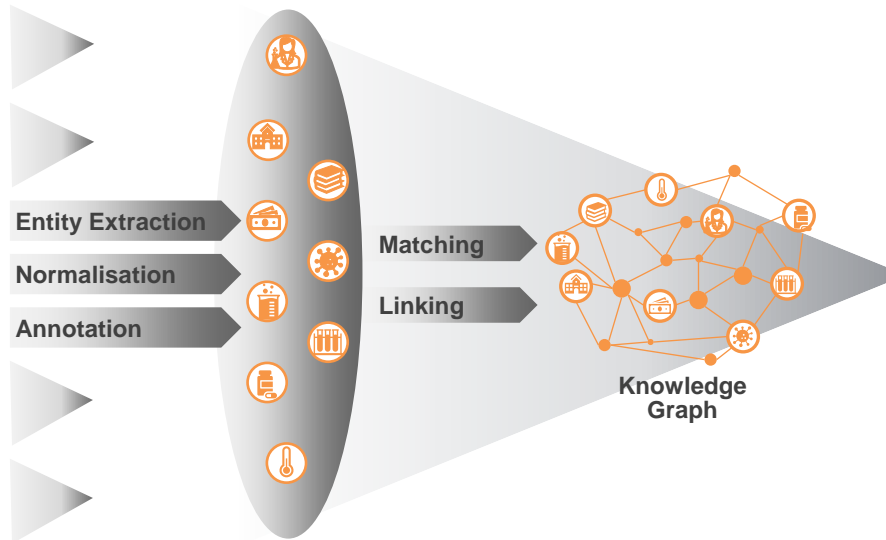 Entity Extraction
Normalisation
Annotation
Matching
Linking
Knowledge
Graph